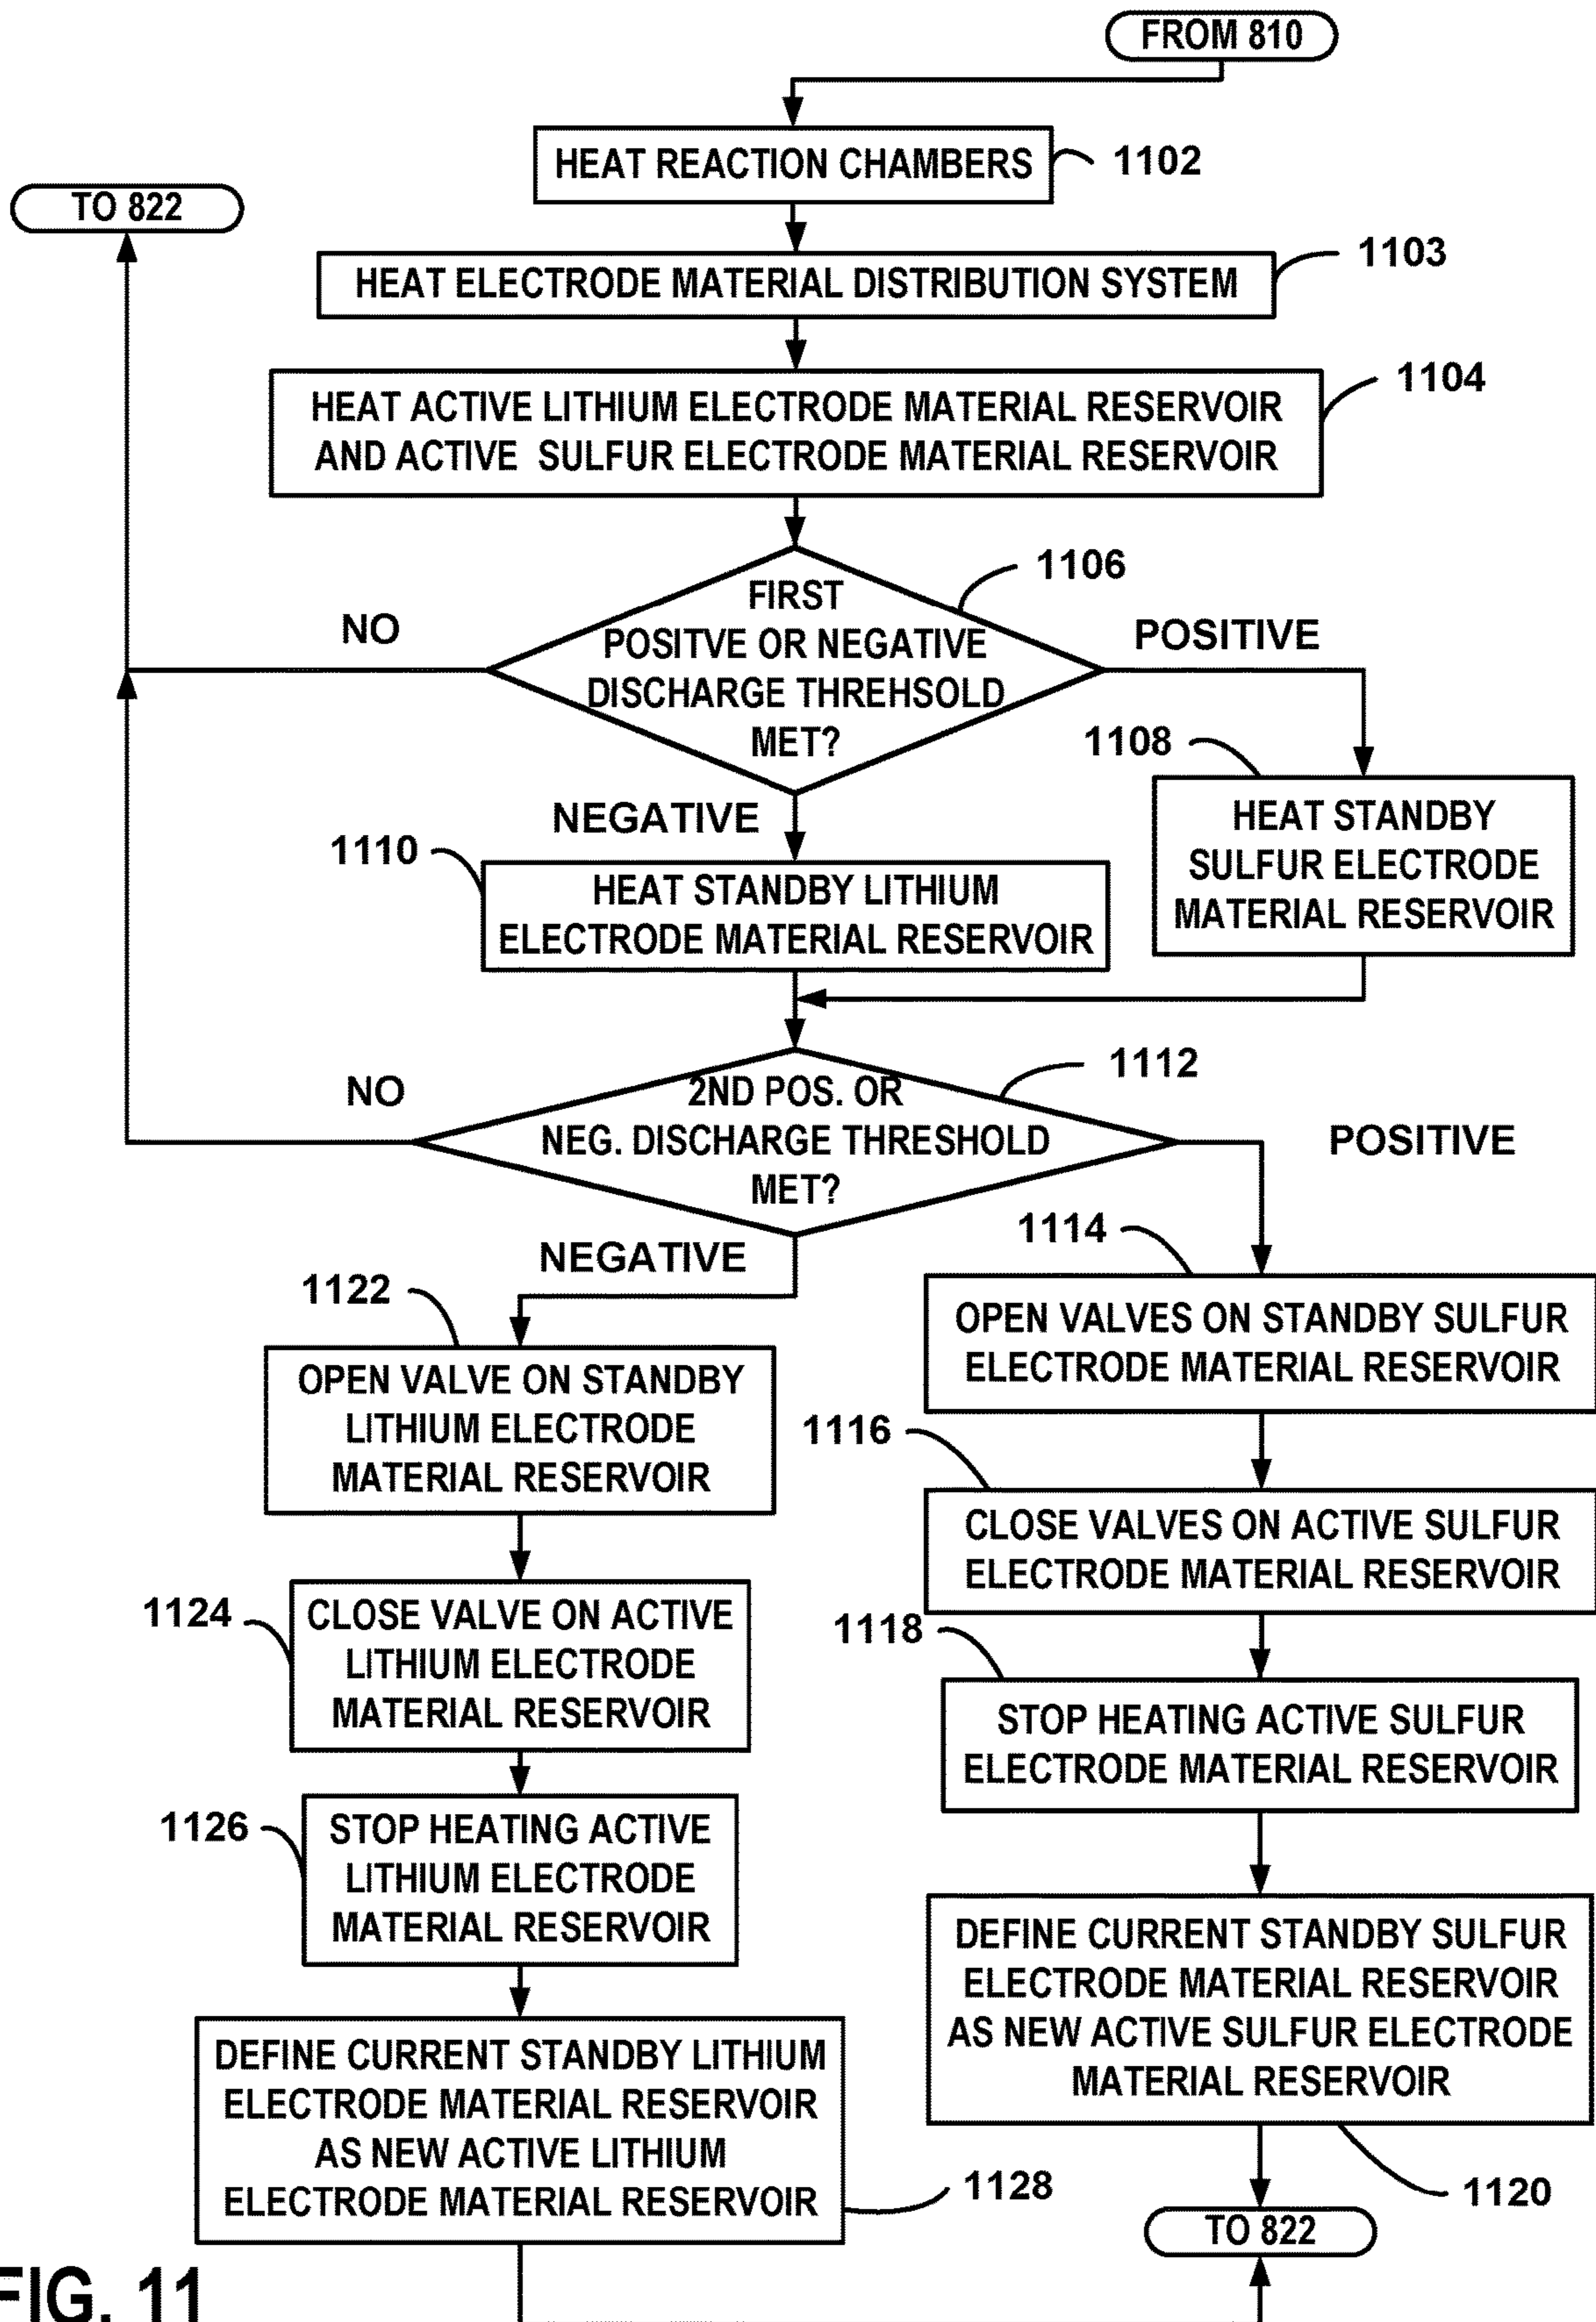 FROM 810
HEAT REACTION CHAMBERS
1102
TO 822
HEAT ELECTRODE MATERIAL DISTRIBUTION SYSTEM
1103
HEAT ACTIVE LITHIUM ELECTRODE MATERIAL RESERVOIR
AND ACTIVE SULFUR ELECTRODE MATERIAL RESERVOIR
1104
1106
FIRST
POSITVE OR NEGATIVE
DISCHARGE THREHSOLD
MET?
NO
POSITIVE
NEGATIVE
1108
HEAT STANDBY
SULFUR ELECTRODE
MATERIAL RESERVOIR
1110
HEAT STANDBY LITHIUM
ELECTRODE MATERIAL RESERVOIR
1112
2ND POS. OR
NEG. DISCHARGE THRESHOLD
MET?
NO
POSITIVE
NEGATIVE
1114
OPEN VALVES ON STANDBY SULFUR
ELECTRODE MATERIAL RESERVOIR
1122
OPEN VALVE ON STANDBY
LITHIUM ELECTRODE
MATERIAL RESERVOIR
1116
CLOSE VALVES ON ACTIVE SULFUR
ELECTRODE MATERIAL RESERVOIR
1124
CLOSE VALVE ON ACTIVE
LITHIUM ELECTRODE
MATERIAL RESERVOIR
1118
STOP HEATING ACTIVE SULFUR
ELECTRODE MATERIAL RESERVOIR
1126
STOP HEATING ACTIVE
LITHIUM ELECTRODE
MATERIAL RESERVOIR
DEFINE CURRENT STANDBY SULFUR
ELECTRODE MATERIAL RESERVOIR
AS NEW ACTIVE SULFUR ELECTRODE
MATERIAL RESERVOIR
1120
DEFINE CURRENT STANDBY LITHIUM
ELECTRODE MATERIAL RESERVOIR
AS NEW ACTIVE LITHIUM
ELECTRODE MATERIAL RESERVOIR
1128
TO 822
FIG. 11